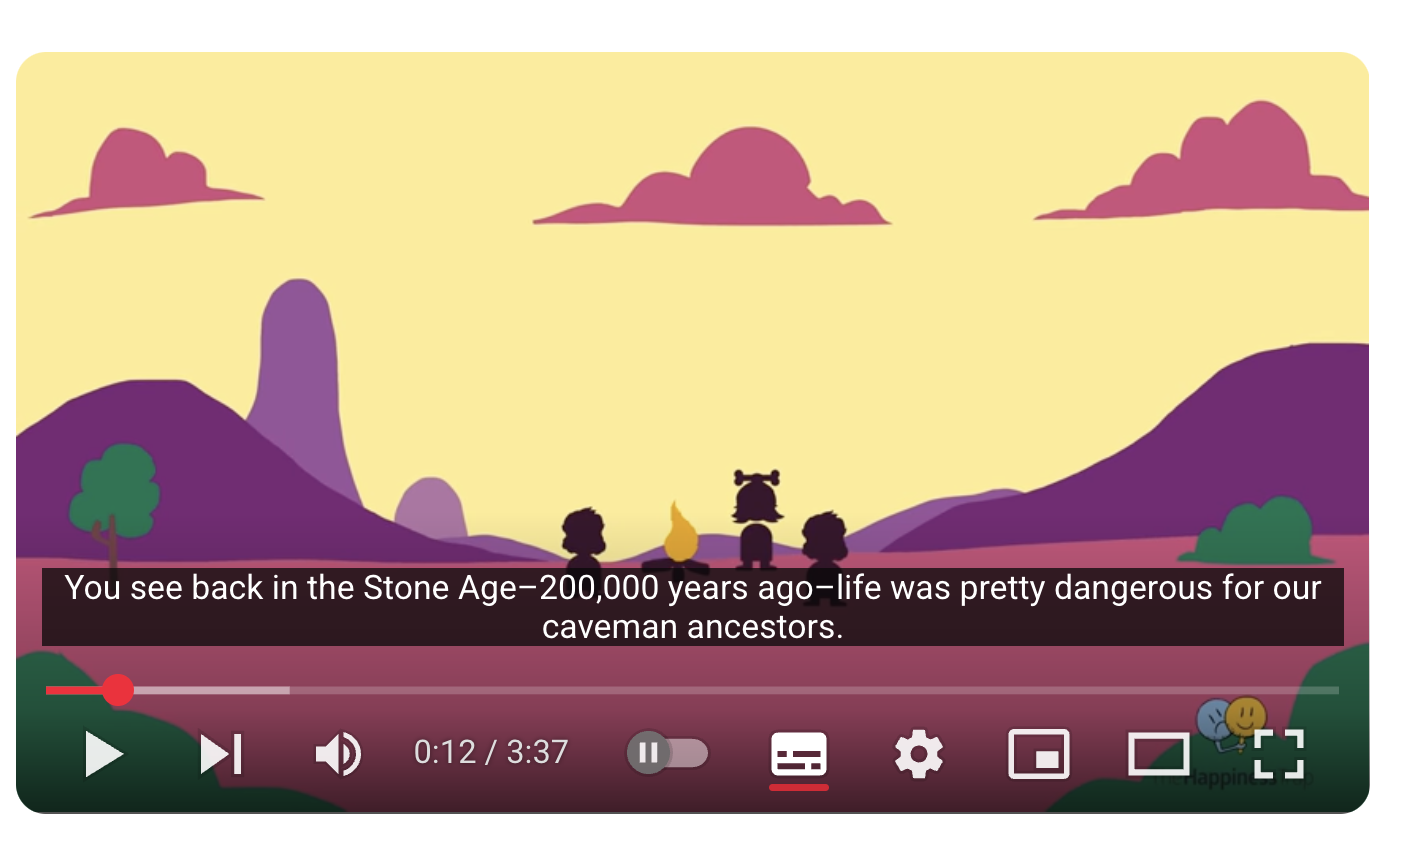 You see back in the Stone Age–200,000 years ago–life was pretty dangerous for our
caveman ancestors.
0:12 / 3:37
Happiness